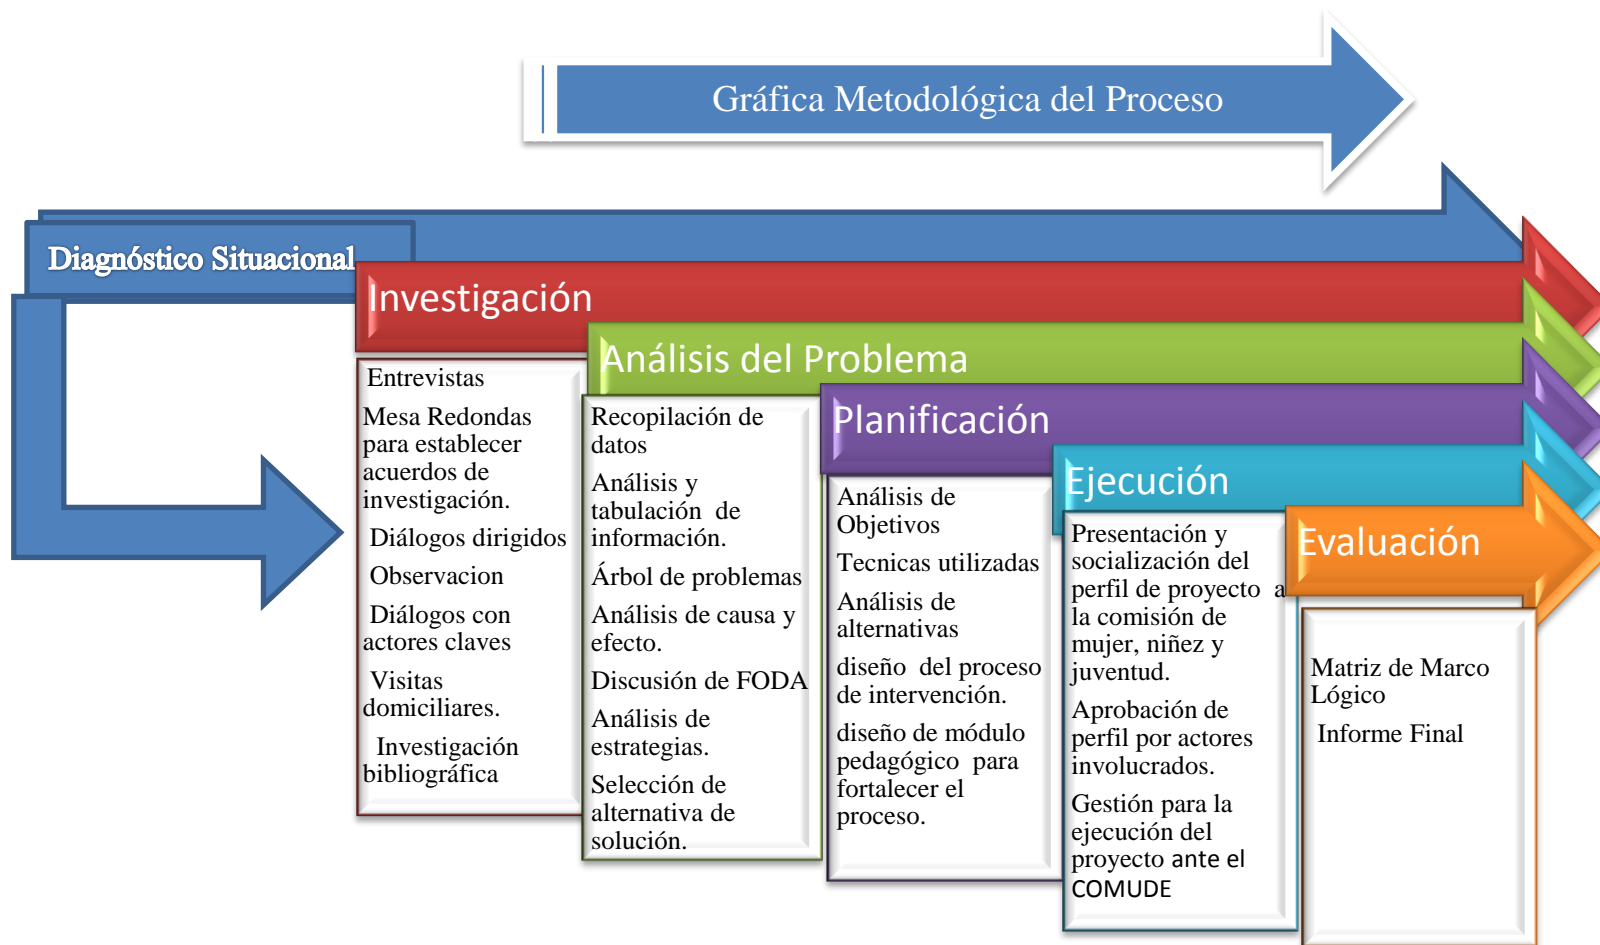 Gráfica Metodológica del Proceso
Diagnóstico Situacional
Investigación
Entrevistas
Mesa Redondas
para establecer
acuerdos de
investigación.
Diálogos dirigidos
Observacion
Diálogos con
actores claves
Visitas
domiciliares.
Investigación
bibliográfica
Análisis del Problema
Recopilación de
datos
Análisis y
tabulación de
información.
Árbol de problemas
Análisis de causa y
efecto.
Discusión de FODA
Análisis de
estrategias.
Selección de
alternativa de
solución.
Planificación
Análisis de
Objetivos
Tecnicas utilizadas
Análisis de
alternativas
diseño del proceso
de intervención.
diseño de módulo
pedagógico para
fortalecer el
proceso.
Ejecución
Presentación y
socialización del
perfil de proyecto a
la comisión de
mujer, niñez y
juventud.
Aprobación de
perfil por actores
involucrados.
Gestión para la
ejecución del
proyecto ante el
COMUDE
Evaluación
Matriz de Marco
Lógico
Informe Final